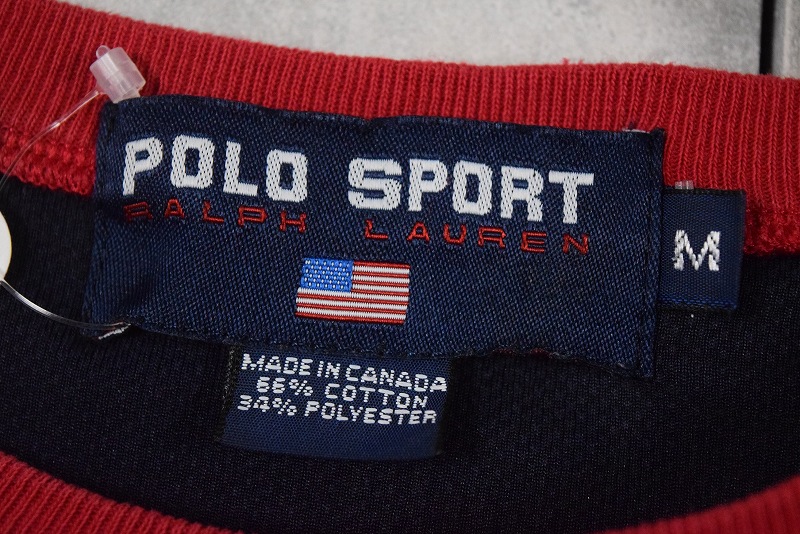 POLO SPORT
RALPH LAUREN
M
MADE IN CANADA
66% COTTON
34% POLYESTER